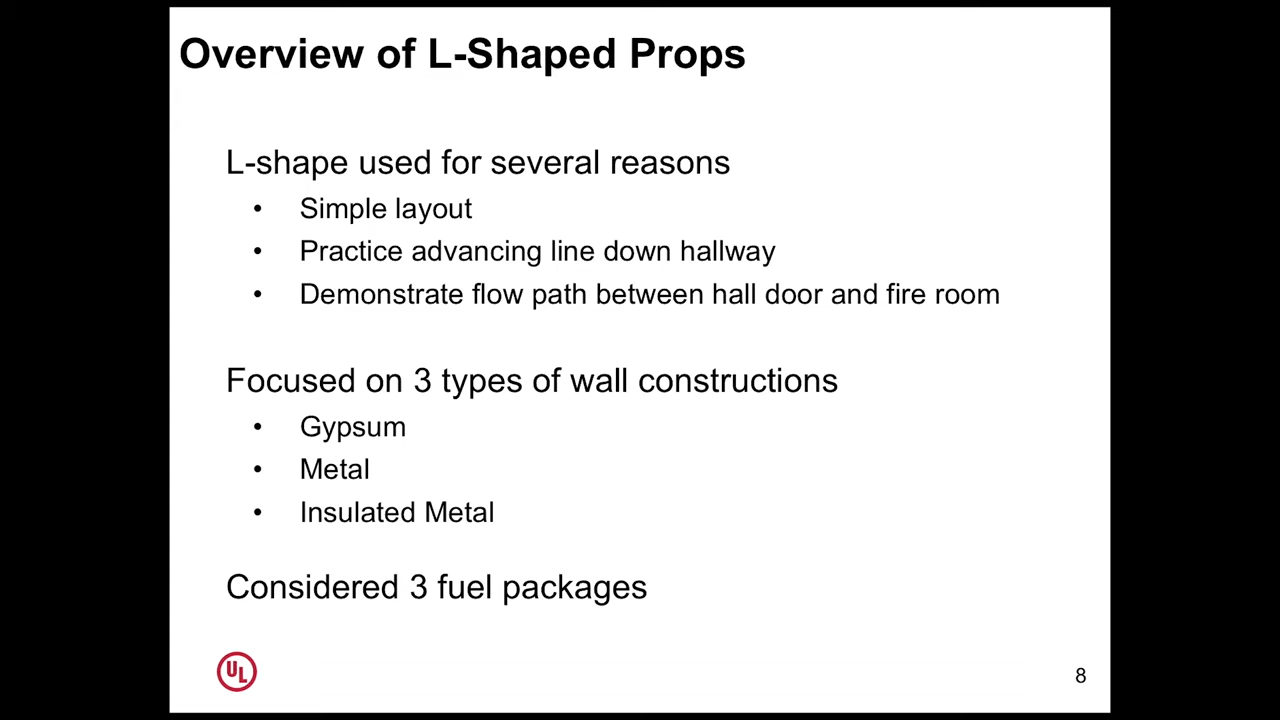 Overview of L-Shaped Props
L-shape used for several reasons
• Simple layout
• Practice advancing line down hallway
• Demonstrate flow path between hall door and fire room
Focused on 3 types of wall constructions
• Gypsum
• Metal
• Insulated Metal
Considered 3 fuel packages
UL
8